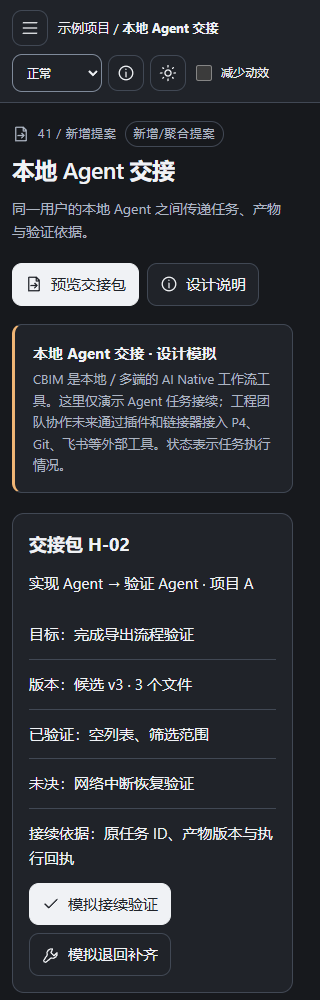 示例项目 / 本地 Agent 交接
正常
减少动效
41 / 新增提案 新增/聚合提案
本地 Agent 交接
同一用户的本地 Agent 之间传递任务、产物
与验证依据。
预览交接包 设计说明
本地 Agent 交接 · 设计模拟
CBIM 是本地 / 多端的 AI Native 工作流工
具。这里仅演示 Agent 任务接续；工程团
队协作未来通过插件和链接器接入 P4、
Git、飞书等外部工具。状态表示任务执行
情况。
交接包 H-02
实现 Agent → 验证 Agent · 项目 A
目标：完成导出流程验证
版本：候选 v3 · 3 个文件
已验证：空列表、筛选范围
未决：网络中断恢复验证
接续依据：原任务 ID、产物版本与执
行回执
模拟接续验证
模拟退回补齐